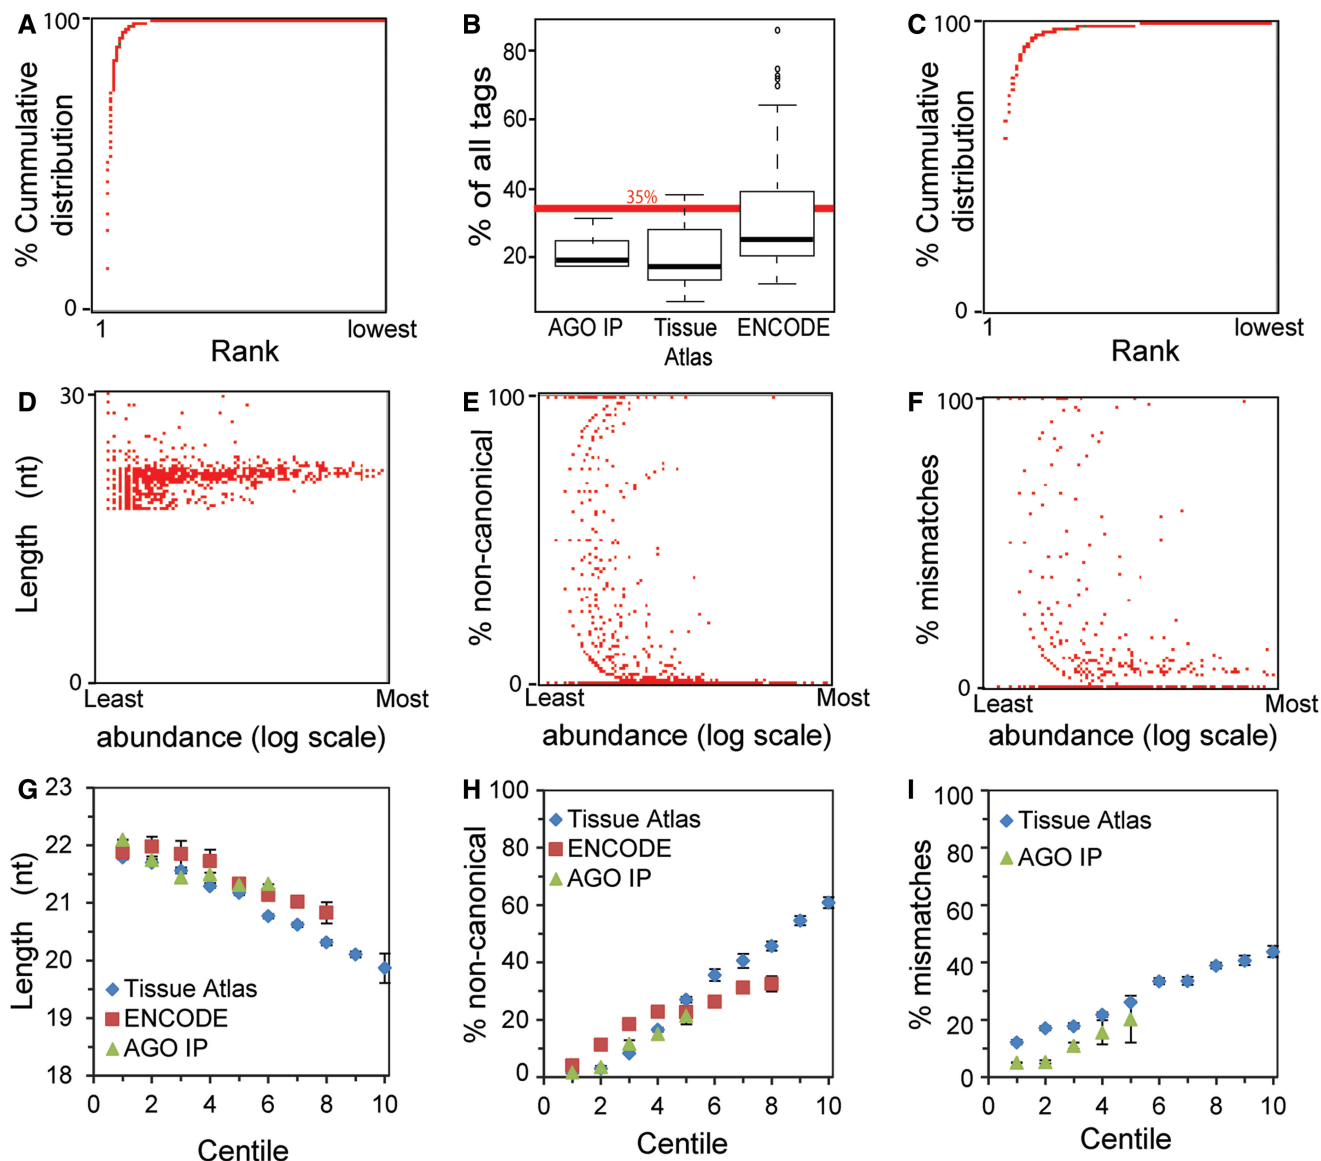 A
100
0
% Cummulative
distribution
1
lowest
Rank
B
80
60
40
20
% of all tags
35%
AGO IP
Tissue
Atlas
ENCODE
C
100
0
% Cummulative
distribution
1
lowest
Rank
D
30
0
Length (nt)
Least
Most
abundance (log scale)
E
100
0
% non-canonical
Least
Most
abundance (log scale)
F
100
0
% mismatches
Least
Most
abundance (log scale)
G
23
22
21
20
19
18
Length (nt)
Tissue Atlas
ENCODE
AGO IP
0 2 4 6 8 10
Centile
H
100
80
60
40
20
0
% non-canonical
Tissue Atlas
ENCODE
AGO IP
0 2 4 6 8 10
Centile
I
100
80
60
40
20
0
% mismatches
Tissue Atlas
AGO IP
0 2 4 6 8 10
Centile